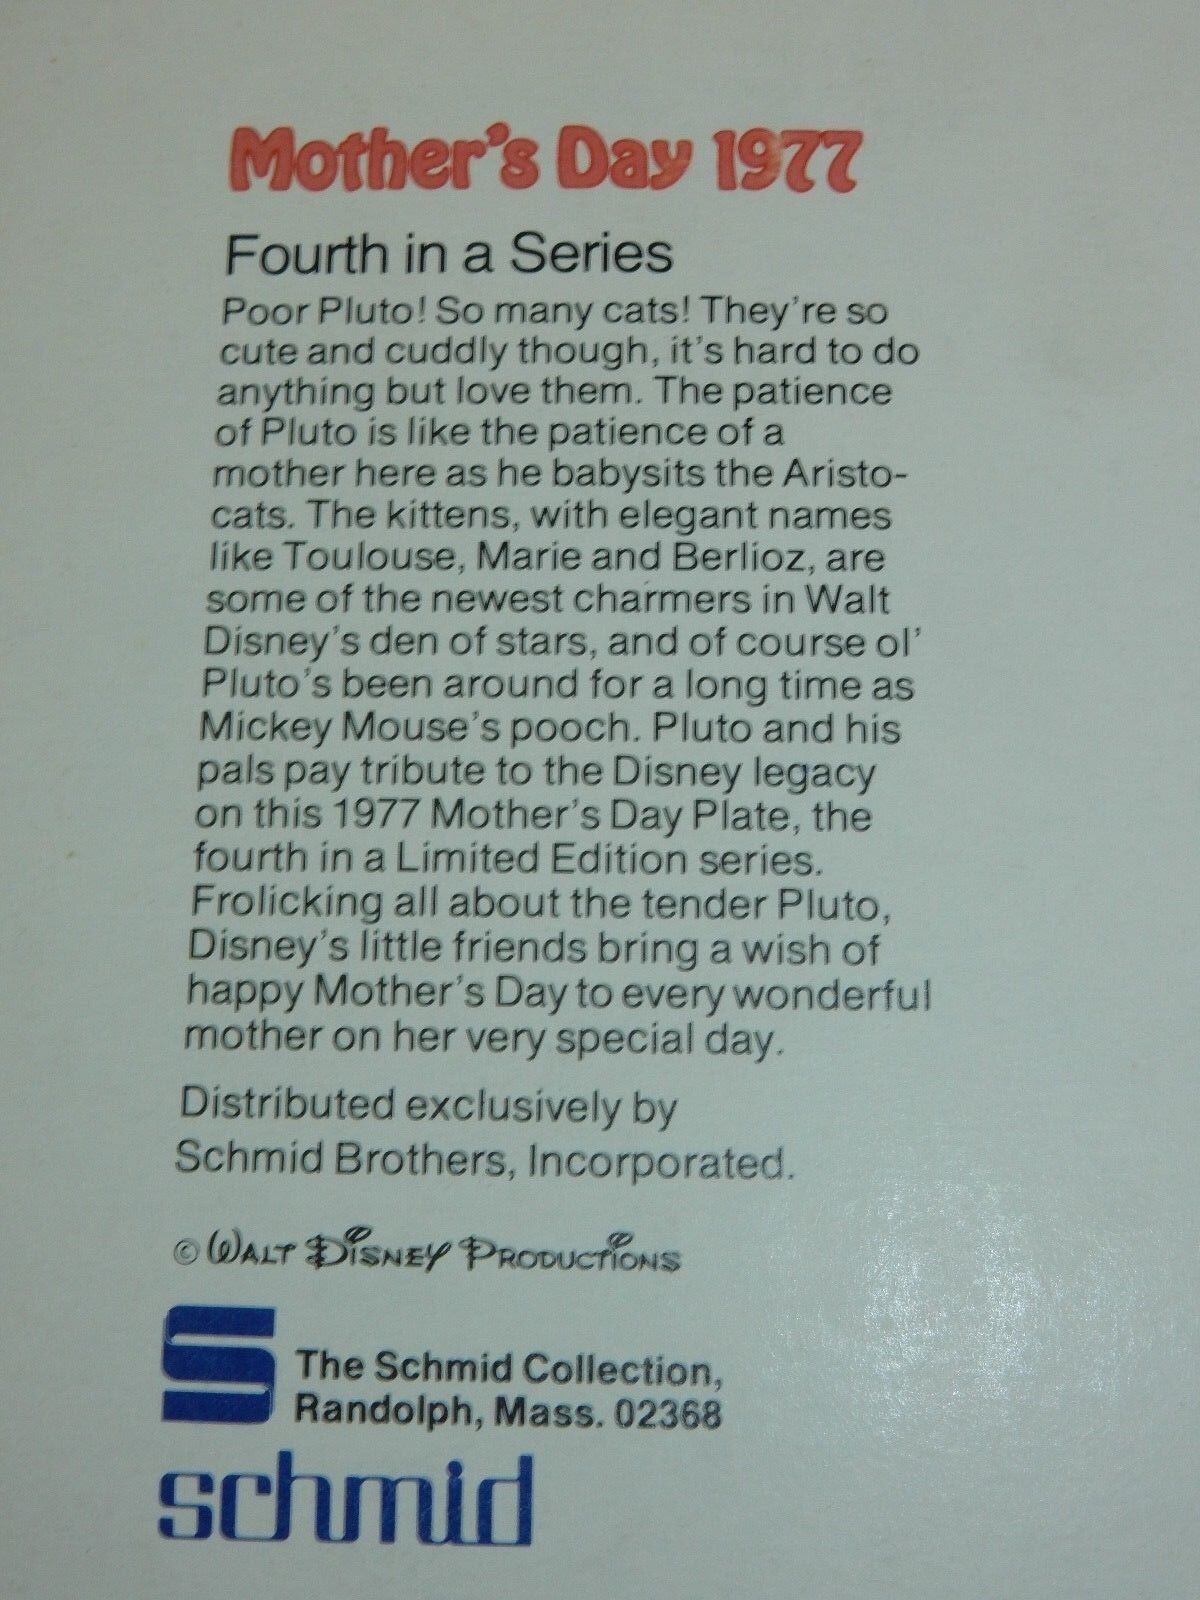 Mother's Day 1977
Fourth in a Series
Poor Pluto! So many cats! They're so
cute and cuddly though, it's hard to do
anything but love them. The patience
of Pluto is like the patience of a
mother here as he babysits the Aristo-
cats. The kittens, with elegant names
like Toulouse, Marie and Berlioz, are
some of the newest charmers in Walt
Disney's den of stars, and of course ol'
Pluto's been around for a long time as
Mickey Mouse's pooch. Pluto and his
pals pay tribute to the Disney legacy
on this 1977 Mother's Day Plate, the
fourth in a Limited Edition series.
Frolicking all about the tender Pluto,
Disney's little friends bring a wish of
happy Mother's Day to every wonderful
mother on her very special day.
Distributed exclusively by
Schmid Brothers, Incorporated.
© Walt Disney Productions
S
The Schmid Collection,
Randolph, Mass. 02368
schmid